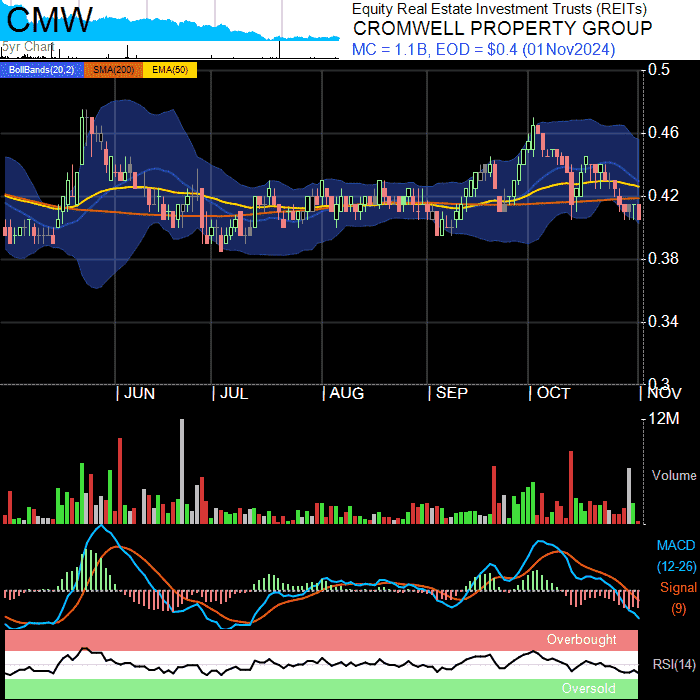 CMW
5yr Chart
Equity Real Estate Investment Trusts (REITs)
CROMWELL PROPERTY GROUP
MC = 1.1B, EOD = $0.4 (01Nov2024)
BollBands(20,2) SMA(200) EMA(50)
0.5
0.46
0.42
0.38
0.34
0.3
| JUN | JUL | AUG | SEP | OCT | NOV
12M
Volume
MACD
(12-26)
Signal
(9)
Overbought
RSI(14)
Oversold